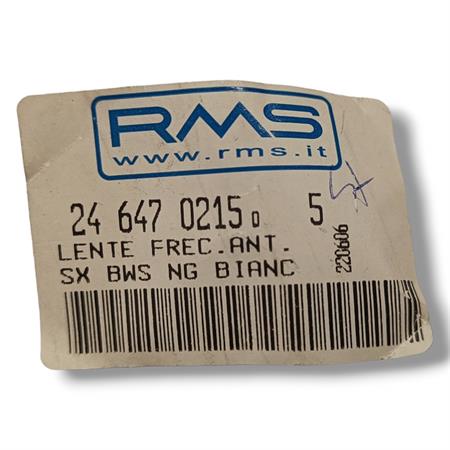 RMS
www.rms.it
24 647 0215 0 5
LENTE FREC.ANT.
SX BWS NG BIANC
220606